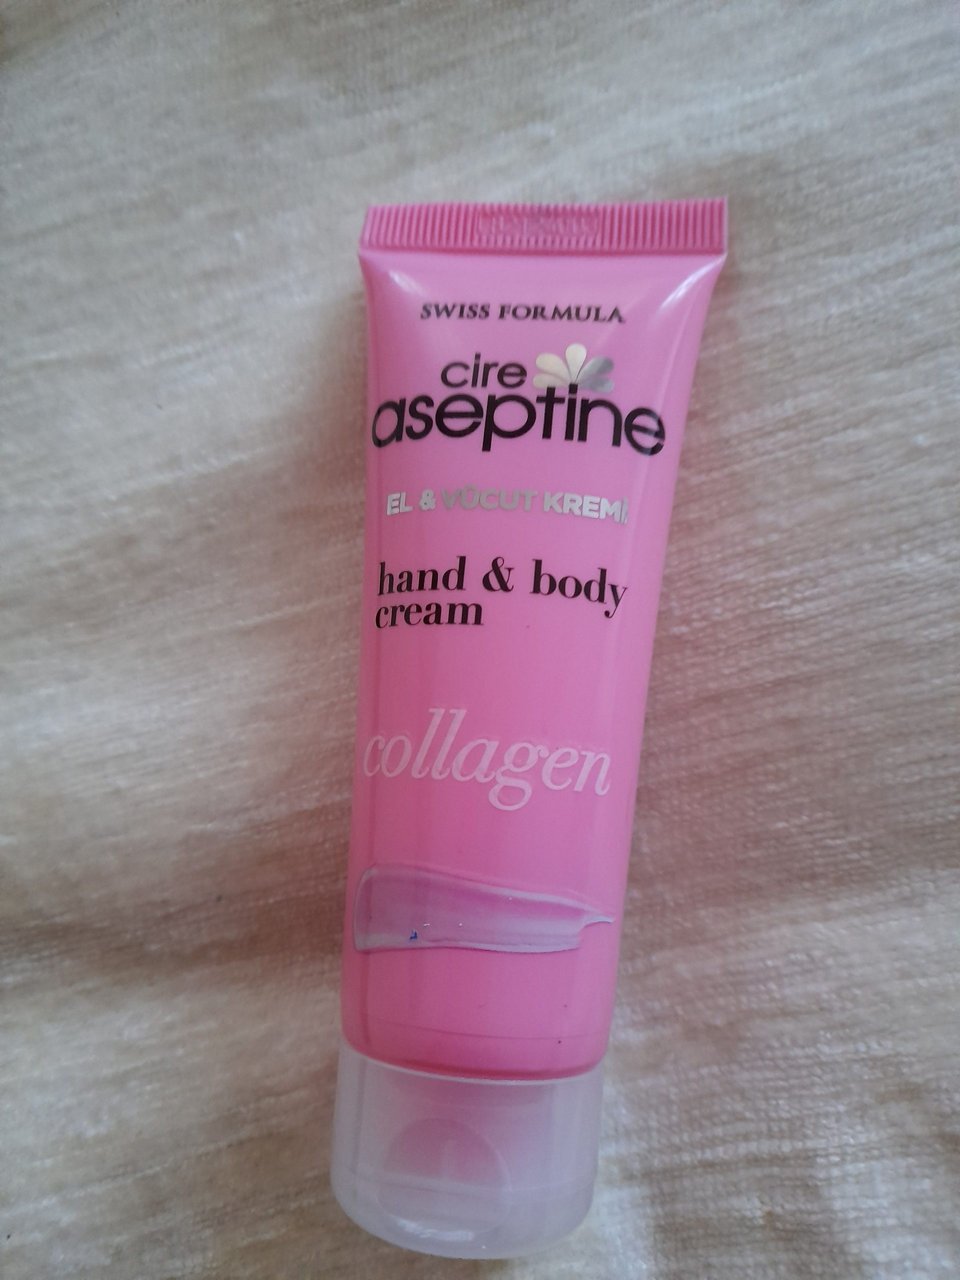 SWISS FORMULA
cire
aseptine
EL & VÜCUT KREMİ
hand & body
cream
collagen